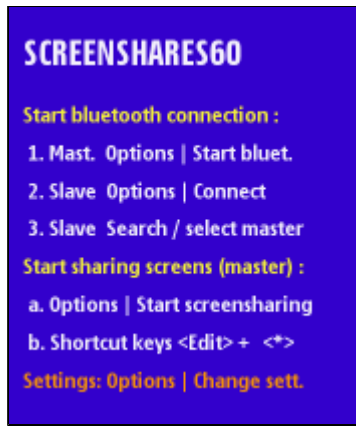 SCREENSHARES60
Start bluetooth connection :
1. Mast. Options | Start bluet.
2. Slave Options | Connect
3. Slave Search / select master
Start sharing screens (master) :
a. Options | Start screensharing
b. Shortcut keys <Edit> + <*>
Settings: Options | Change sett.